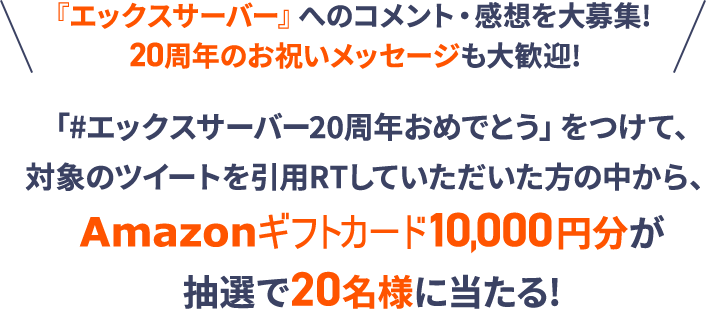 『エックスサーバー』へのコメント・感想を大募集!
20周年のお祝いメッセージも大歓迎!
「#エックスサーバー20周年おめでとう」をつけて、
対象のツイートを引用RTしていただいた方の中から、
Amazonギフトカード10,000円分が
抽選で20名様に当たる!